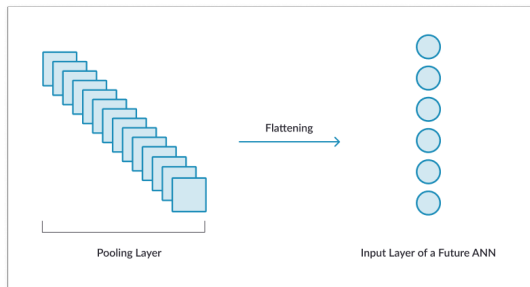 Flattening
Pooling Layer
Input Layer of a Future ANN